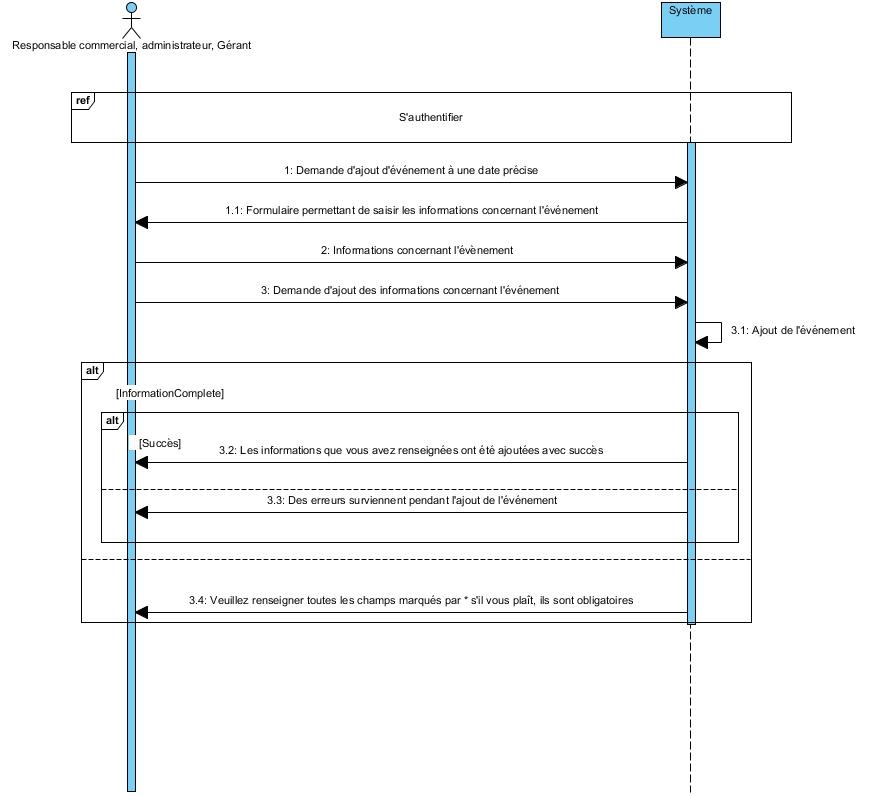 Système
Responsable commercial, administrateur, Gérant
ref
S'authentifier
1: Demande d'ajout d'événement à une date précise
1.1: Formulaire permettant de saisir les informations concernant l'événement
2: Informations concernant l'évènement
3: Demande d'ajout des informations concernant l'événement
3.1: Ajout de l'événement
alt
[InformationComplete]
alt
[Succès]
3.2: Les informations que vous avez renseignées ont été ajoutées avec succès
3.3: Des erreurs surviennent pendant l'ajout de l'événement
3.4: Veuillez renseigner toutes les champs marqués par * s'il vous plaît, ils sont obligatoires